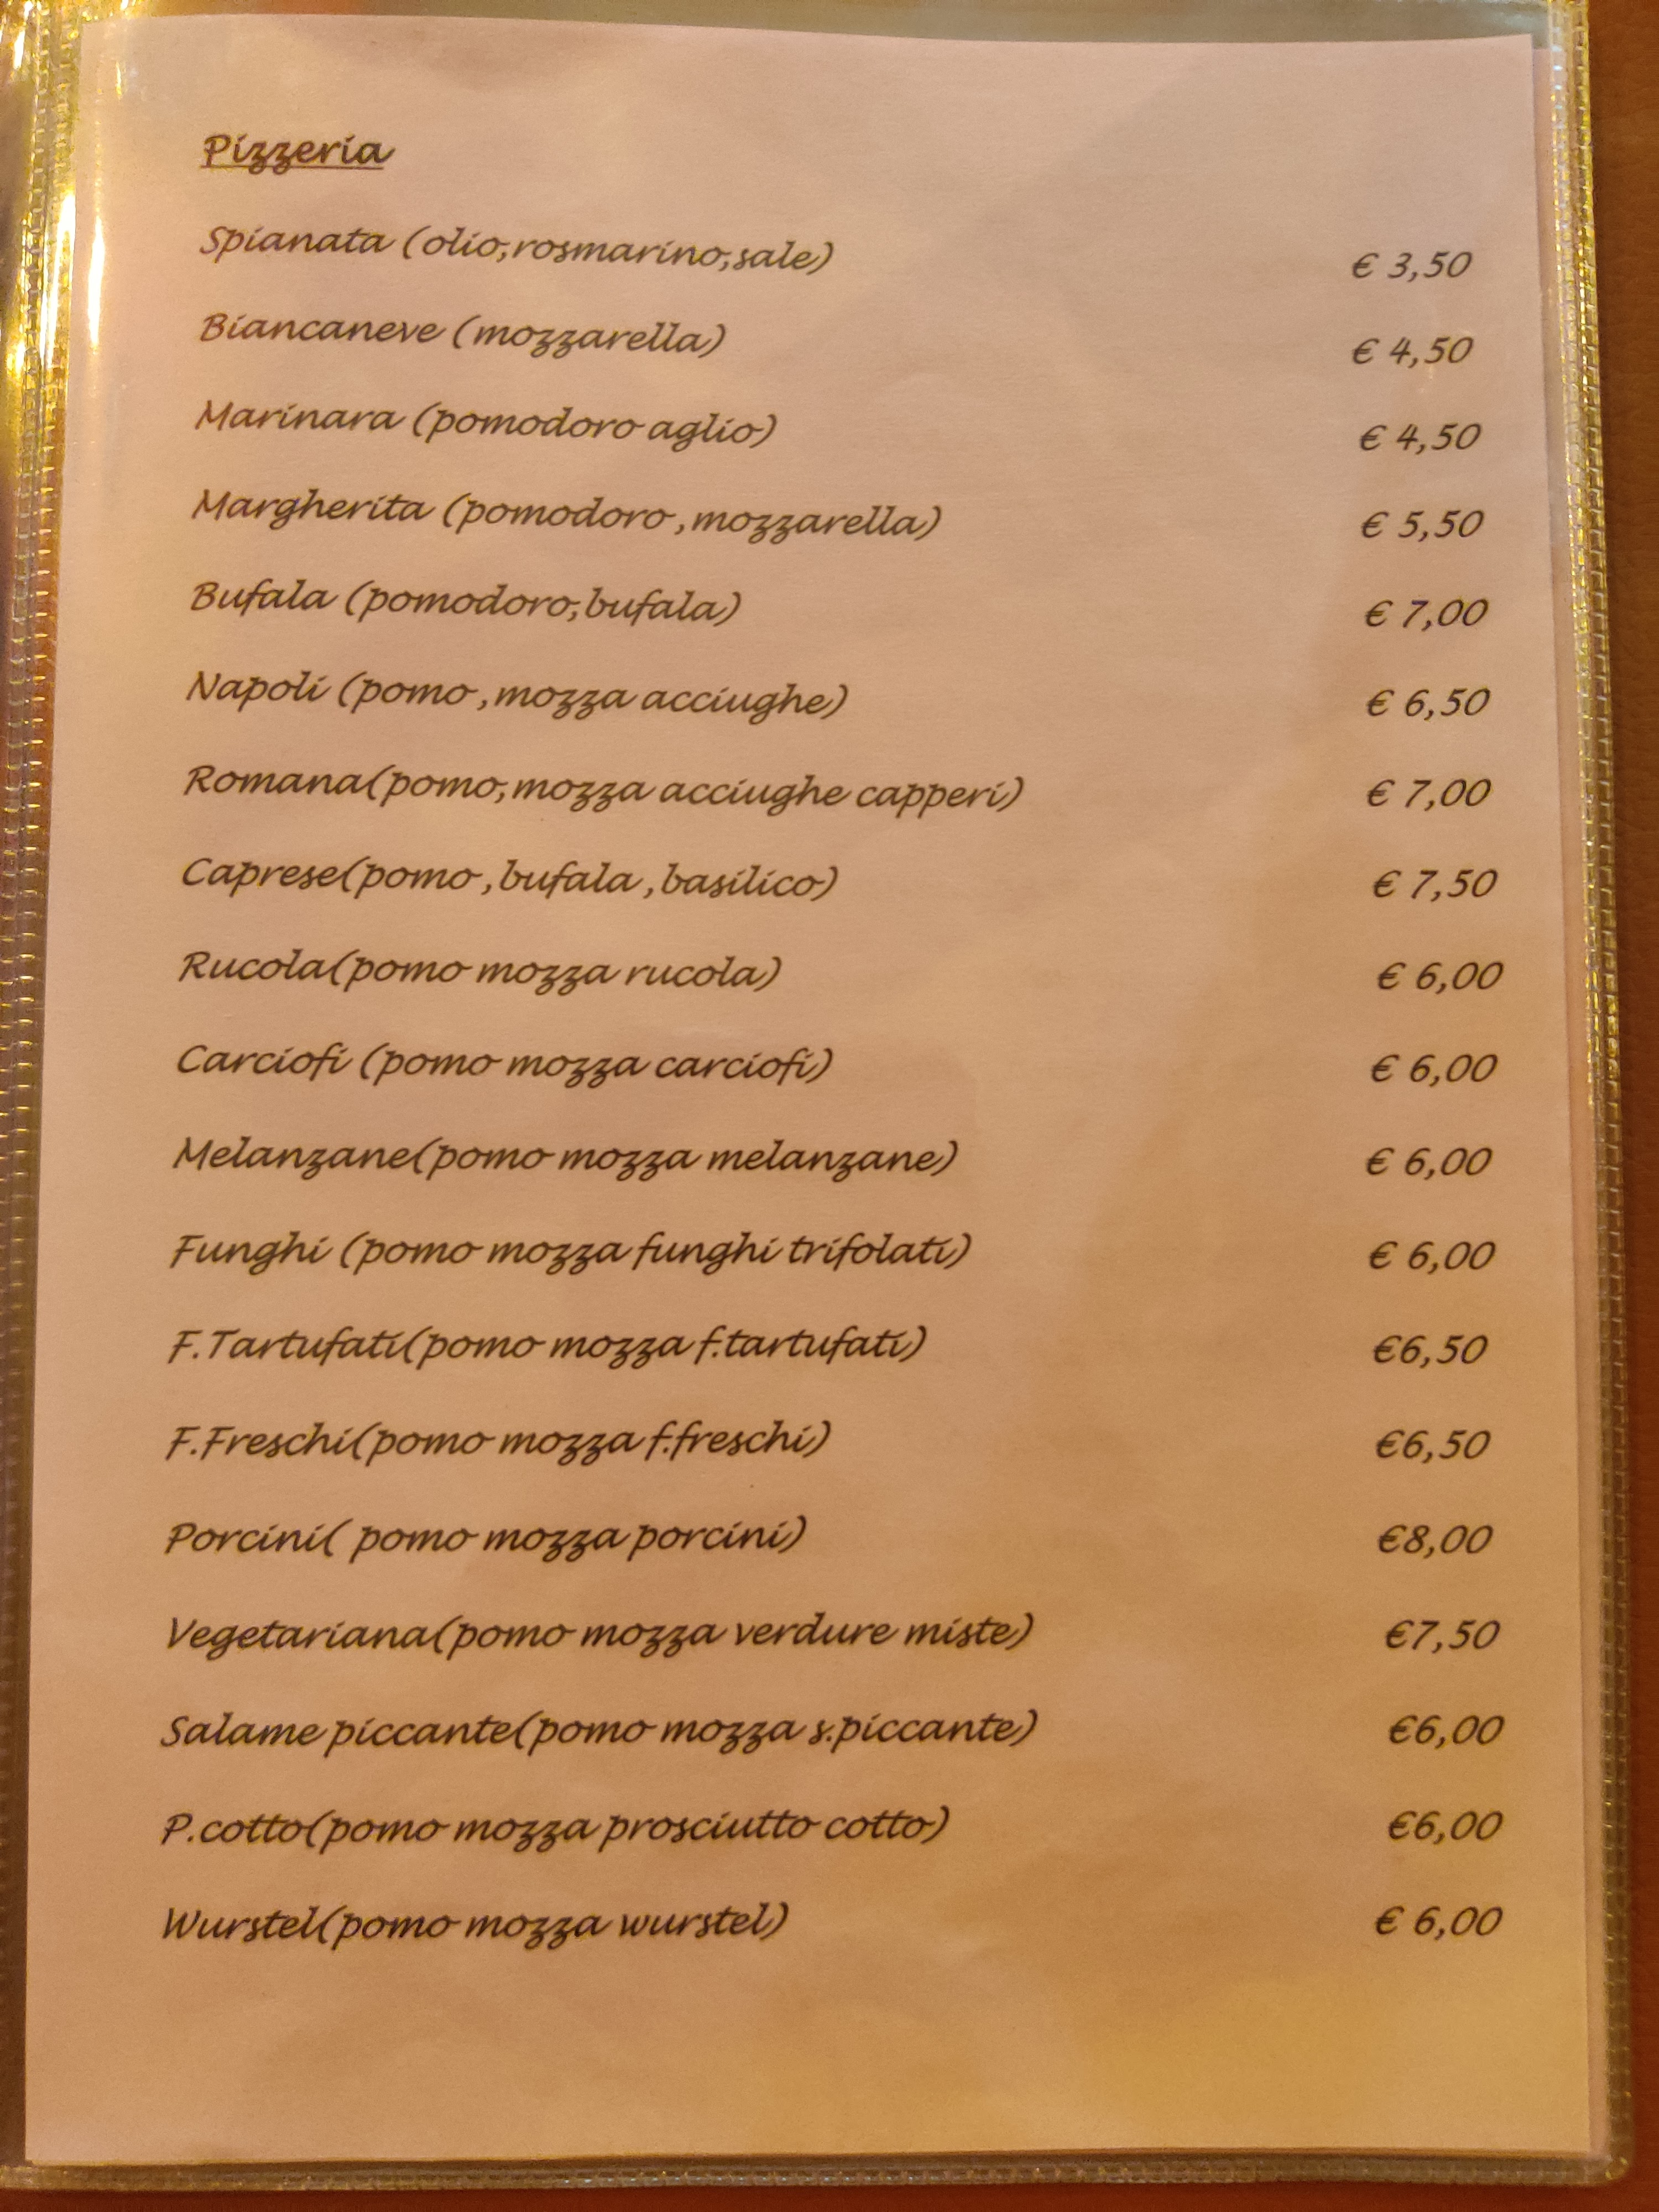 Pizzeria
Spianata (olio,rosmarino,sale) € 3,50
Biancaneve (mozzarella) € 4,50
Marinara (pomodoro aglio) € 4,50
Margherita (pomodoro ,mozzarella) € 5,50
Bufala (pomodoro,bufala) € 7,00
Napoli (pomo ,mozza acciughe) € 6,50
Romana(pomo,mozza acciughe capperi) € 7,00
Caprese(pomo ,bufala ,basilico) € 7,50
Rucola(pomo mozza rucola) € 6,00
Carciofi (pomo mozza carciofi) € 6,00
Melanzane(pomo mozza melanzane) € 6,00
Funghi (pomo mozza funghi trifolati) € 6,00
F.Tartufati(pomo mozza f.tartufati) €6,50
F.Freschi(pomo mozza f.freschi) €6,50
Porcini( pomo mozza porcini) €8,00
Vegetariana(pomo mozza verdure miste) €7,50
Salame piccante(pomo mozza s.piccante) €6,00
P.cotto(pomo mozza prosciutto cotto) €6,00
Wurstel(pomo mozza wurstel) € 6,00